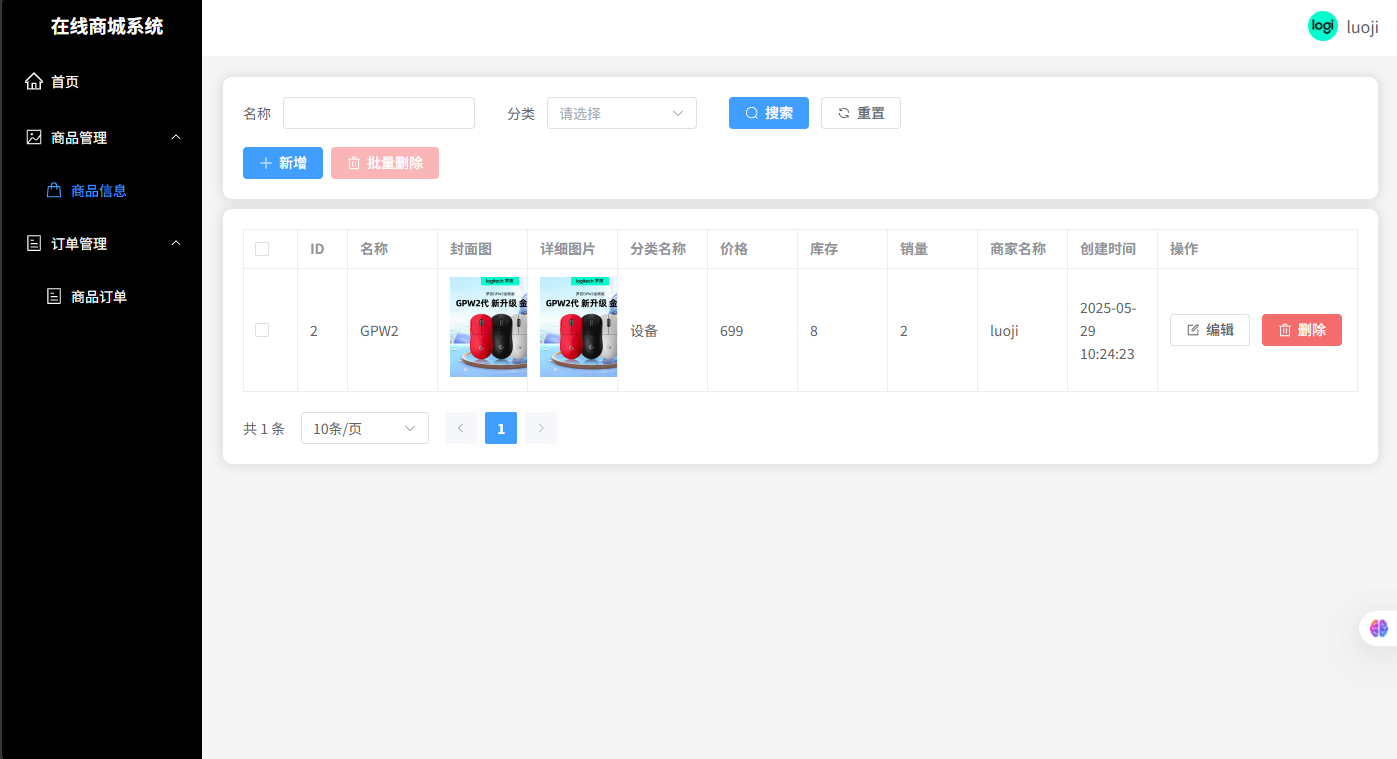 在线商城系统
logi luoji
首页
商品管理
商品信息
订单管理
商品订单
名称 分类 请选择 搜索 重置
新增 批量删除
ID 名称 封面图 详细图片 分类名称 价格 库存 销量 商家名称 创建时间 操作
2 GPW2 设备 699 8 2 luoji 2025-05-29 10:24:23 编辑 删除
logitech
GPW2代 新升级
logitech
GPW2代 新升级
共 1 条 10条/页 1